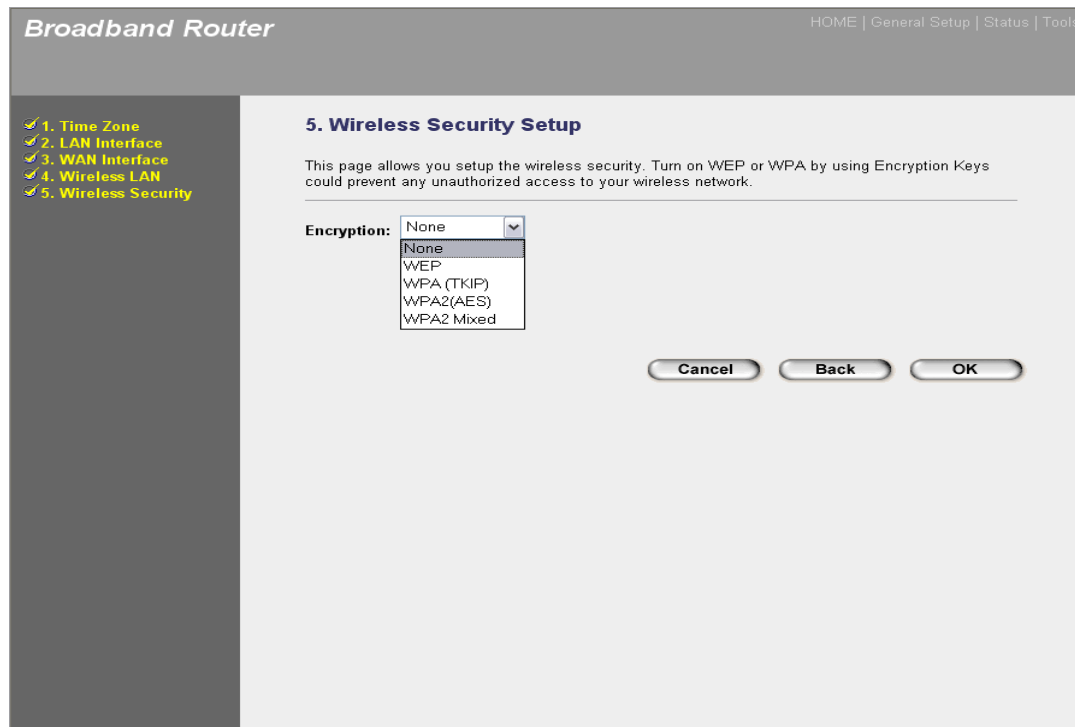 Broadband Router
HOME | General Setup | Status | Tools
1. Time Zone
2. LAN Interface
3. WAN Interface
4. Wireless LAN
5. Wireless Security
5. Wireless Security Setup
This page allows you setup the wireless security. Turn on WEP or WPA by using Encryption Keys
could prevent any unauthorized access to your wireless network.
Encryption: None
None
WEP
WPA (TKIP)
WPA2(AES)
WPA2 Mixed
Cancel Back OK